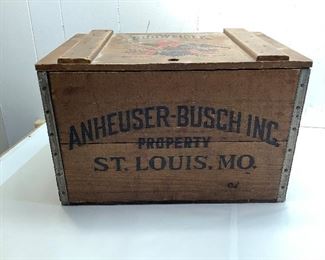 ANHEUSER-BUSCH INC.
PROPERTY
ST. LOUIS. MO.